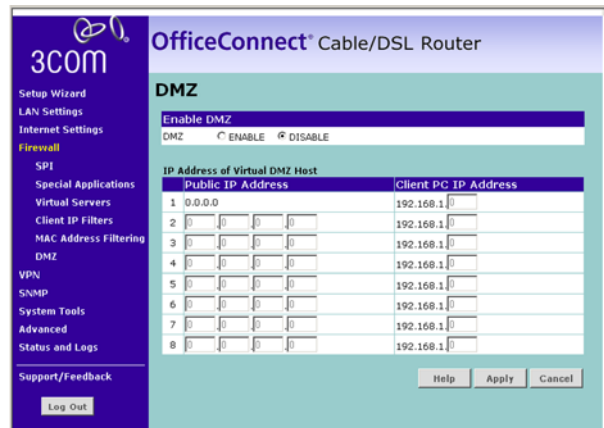 3com
OfficeConnect® Cable/DSL Router
Setup Wizard
LAN Settings
Internet Settings
Firewall
SPI
Special Applications
Virtual Servers
Client IP Filters
MAC Address Filtering
DMZ
VPN
SNMP
System Tools
Advanced
Status and Logs
Support/Feedback
Log Out
DMZ
Enable DMZ
DMZ ENABLE DISABLE
IP Address of Virtual DMZ Host
Public IP Address Client PC IP Address
1 0.0.0.0 192.168.1.0
2 0.0.0.0 192.168.1.0
3 0.0.0.0 192.168.1.0
4 0.0.0.0 192.168.1.0
5 0.0.0.0 192.168.1.0
6 0.0.0.0 192.168.1.0
7 0.0.0.0 192.168.1.0
8 0.0.0.0 192.168.1.0
Help Apply Cancel